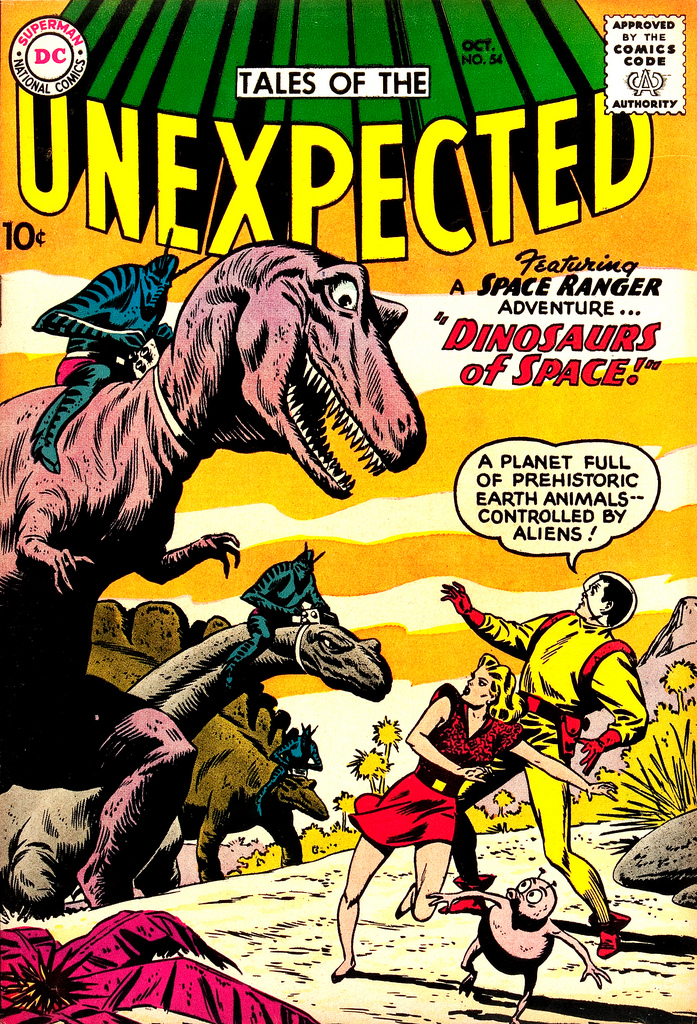 SUPERMAN
DC
NATIONAL COMICS
OCT.
NO. 54
APPROVED
BY THE
COMICS
CODE
CA
AUTHORITY
TALES OF THE
UNEXPECTED
10¢
Featuring
A SPACE RANGER
ADVENTURE...
"DINOSAURS
of SPACE!"
A PLANET FULL
OF PREHISTORIC
EARTH ANIMALS--
CONTROLLED BY
ALIENS!